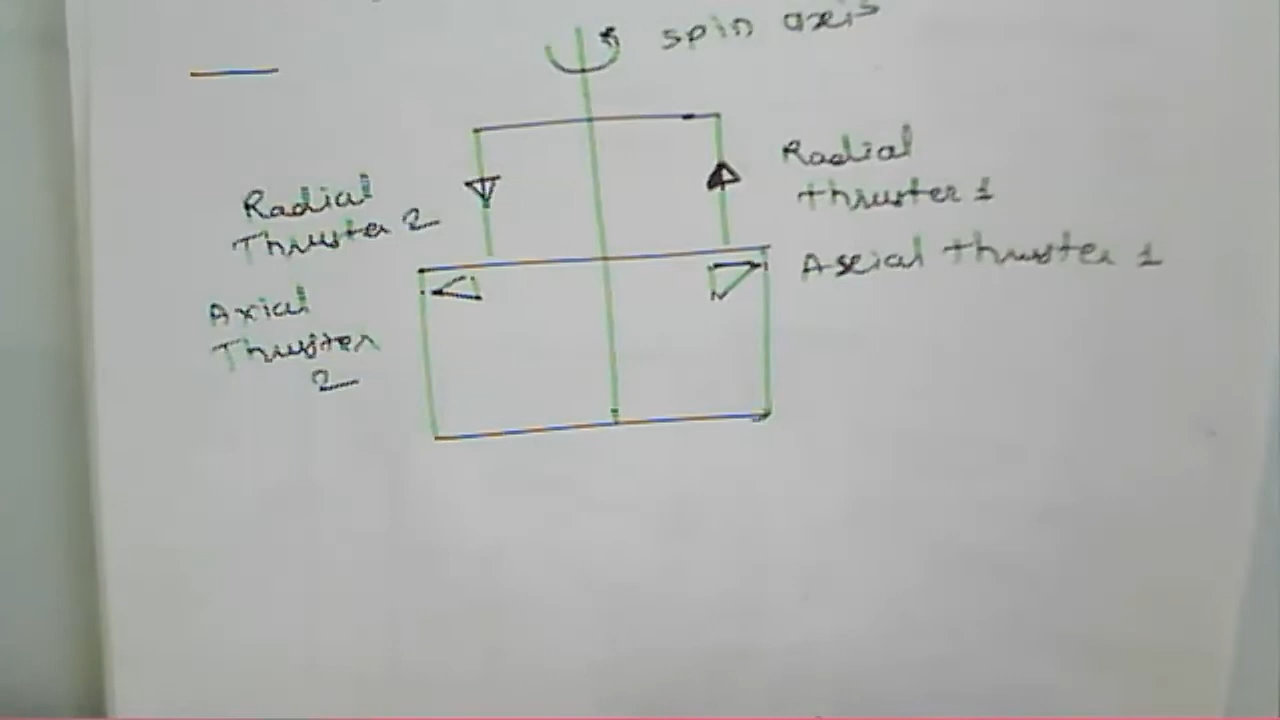 spin axis
Radial
thruster 1
Radial
Thruster 2
Axial thruster 1
Axial
Thruster
2